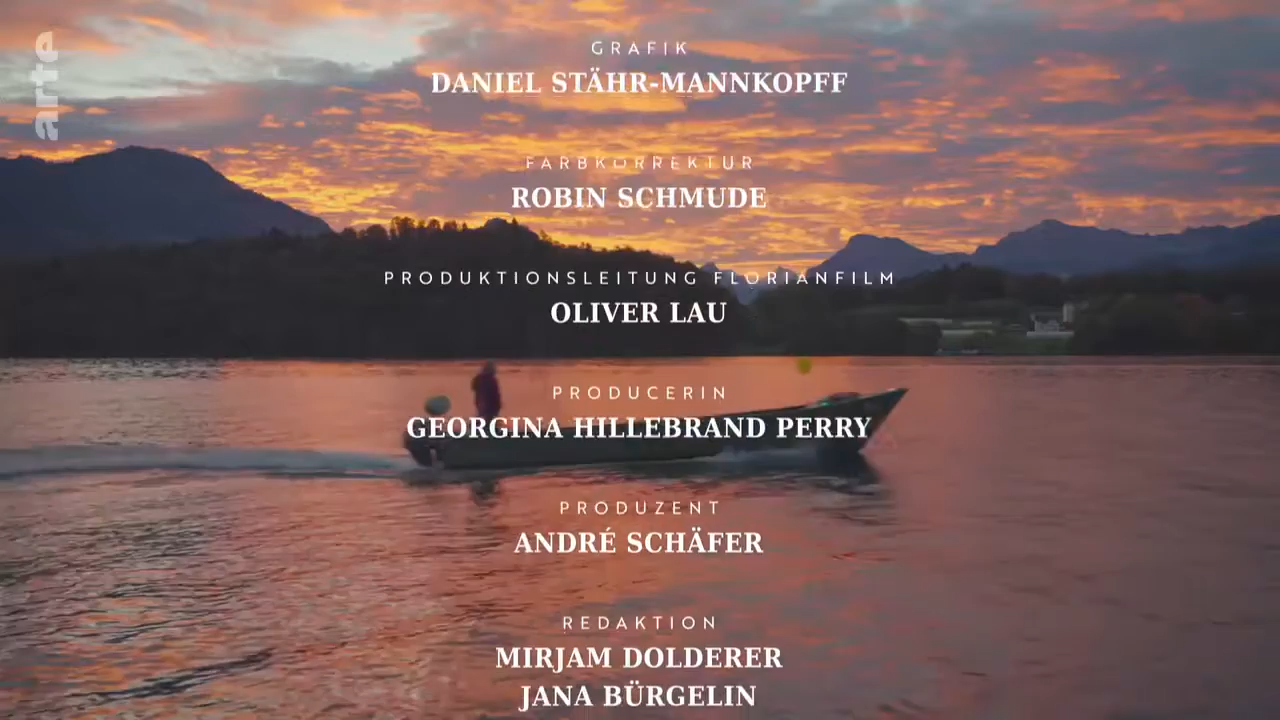 arte
GRAFIK
DANIEL STÄHR-MANNKOPFF
FARBKORREKTUR
ROBIN SCHMUDE
PRODUKTIONSLEITUNG FLORIANFILM
OLIVER LAU
PRODUCERIN
GEORGINA HILLEBRAND PERRY
PRODUZENT
ANDRÉ SCHÄFER
REDAKTION
MIRJAM DOLDERER
JANA BÜRGELIN